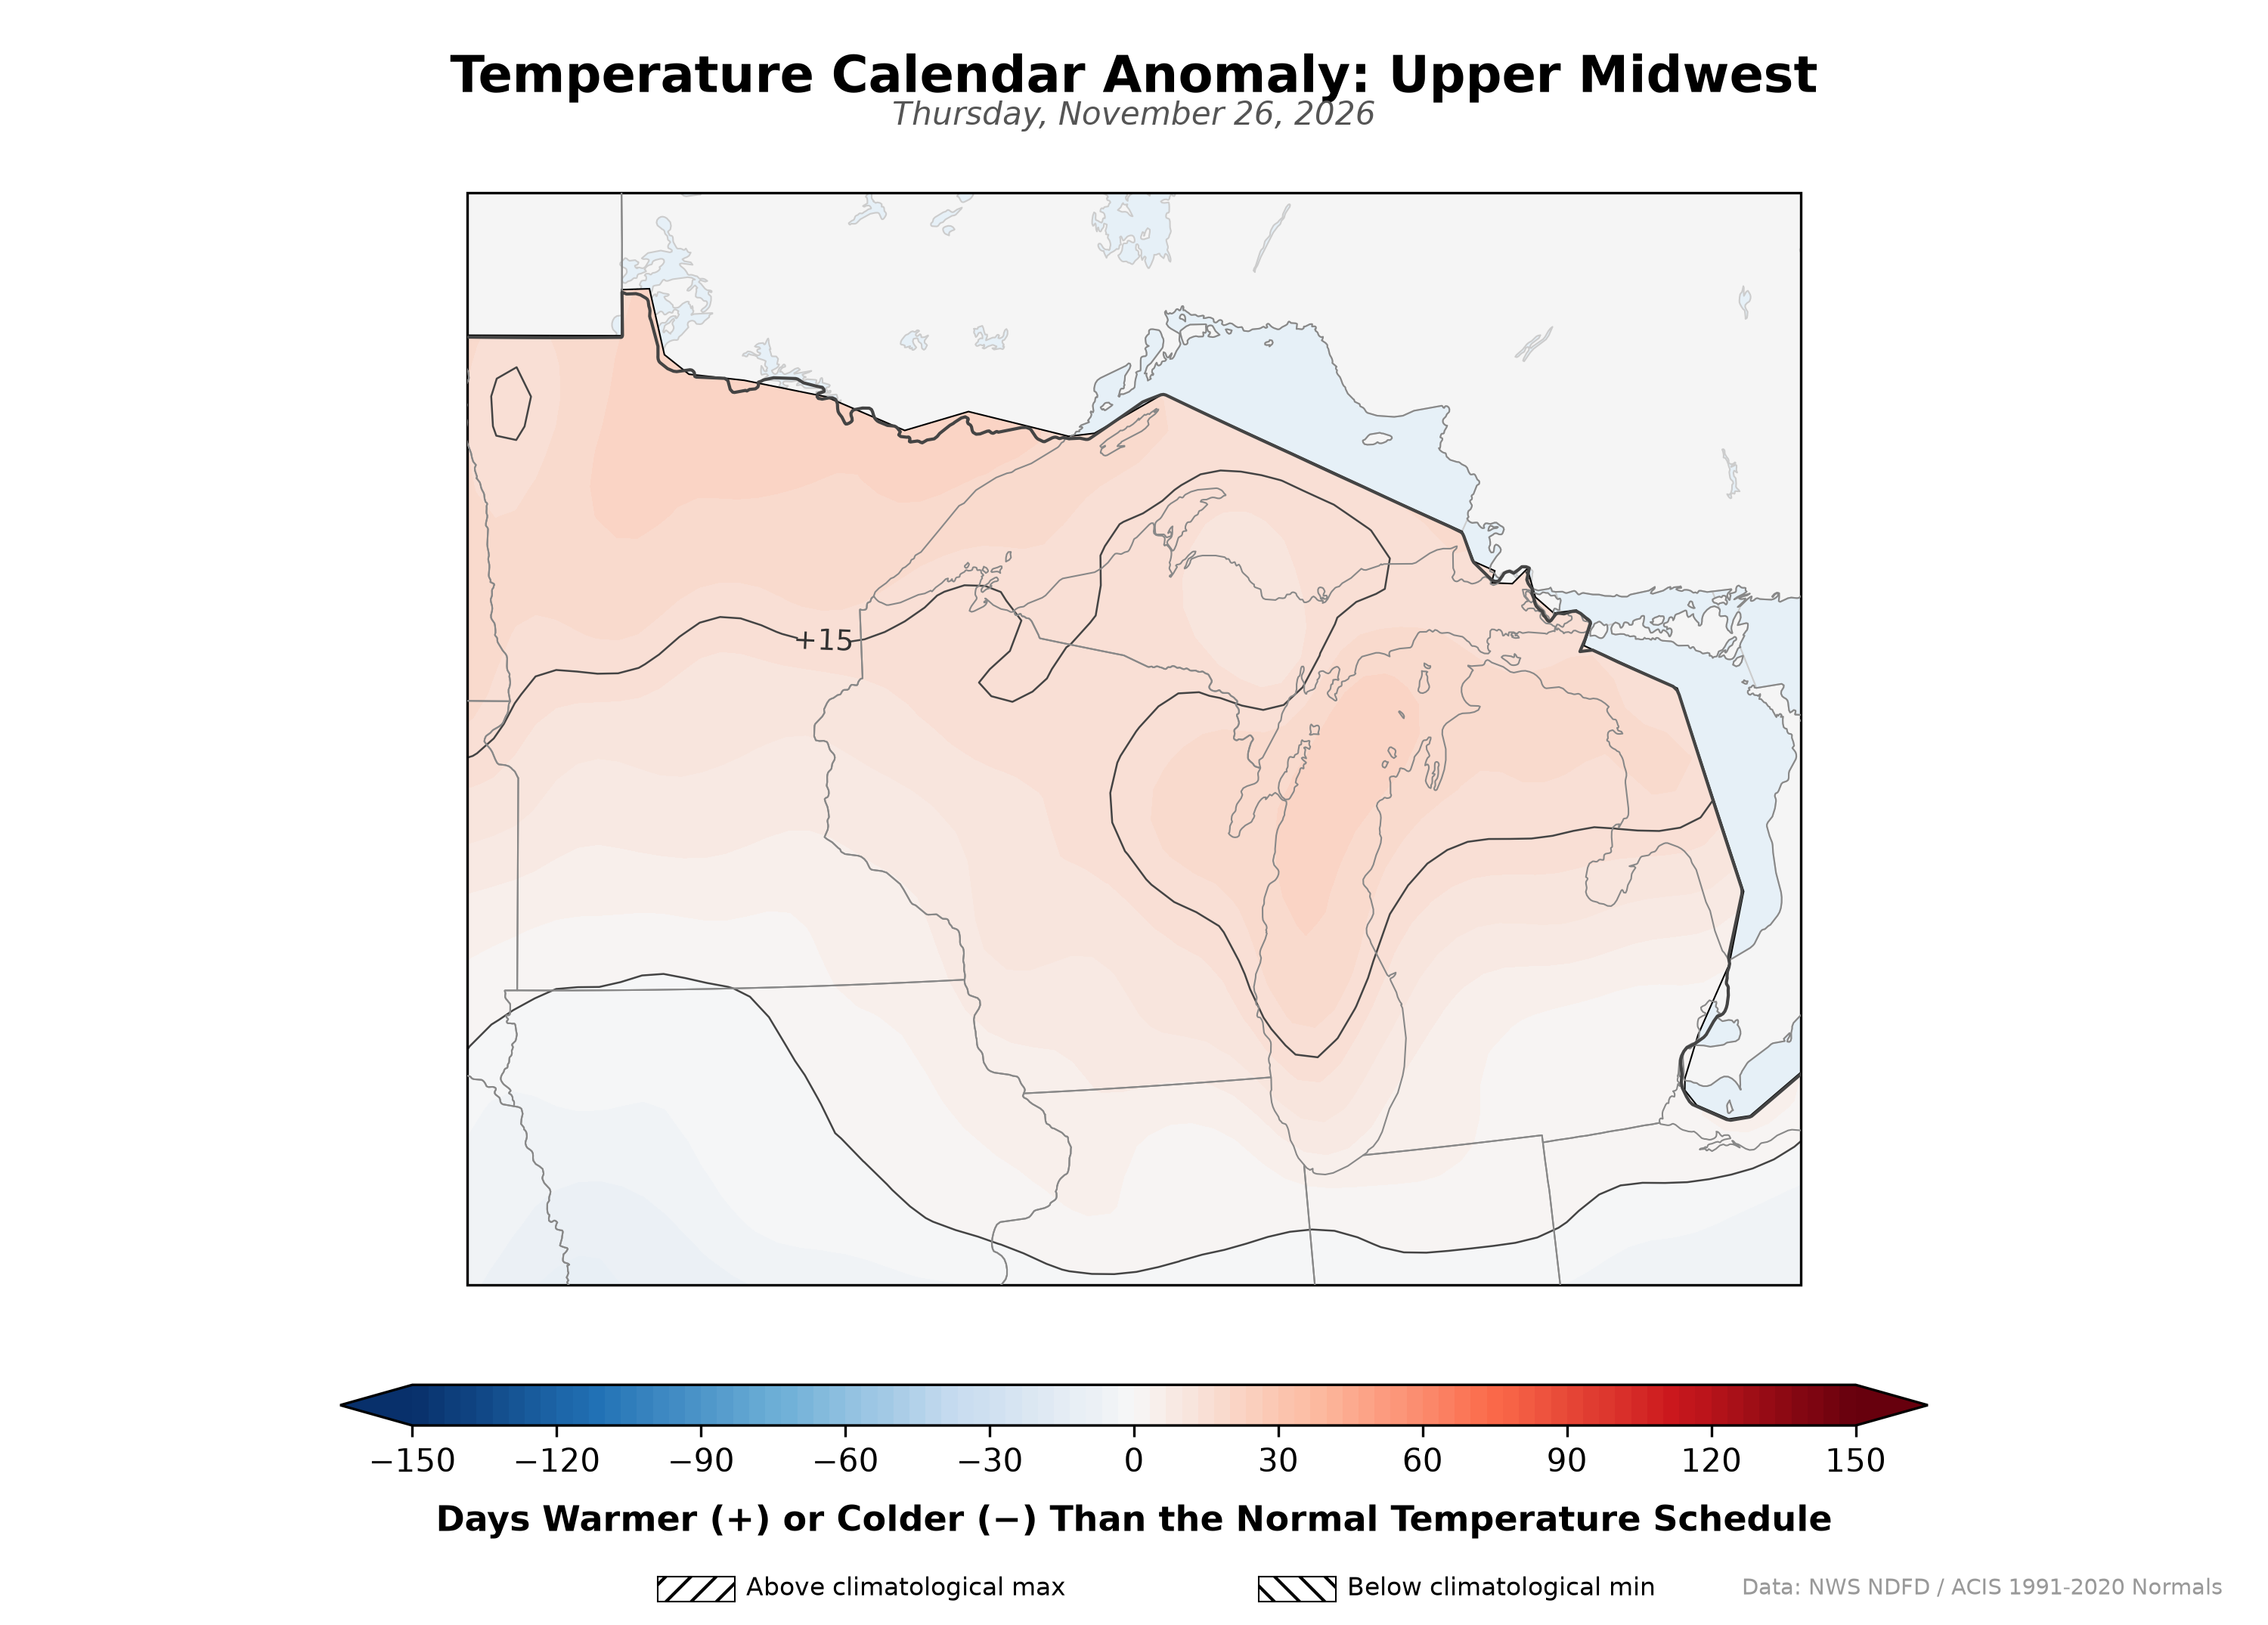 Temperature Calendar Anomaly: Upper Midwest
Thursday, November 26, 2026
+15
−150 −120 −90 −60 −30 0 30 60 90 120 150
Days Warmer (+) or Colder (−) Than the Normal Temperature Schedule
Above climatological max Below climatological min Data: NWS NDFD / ACIS 1991-2020 Normals